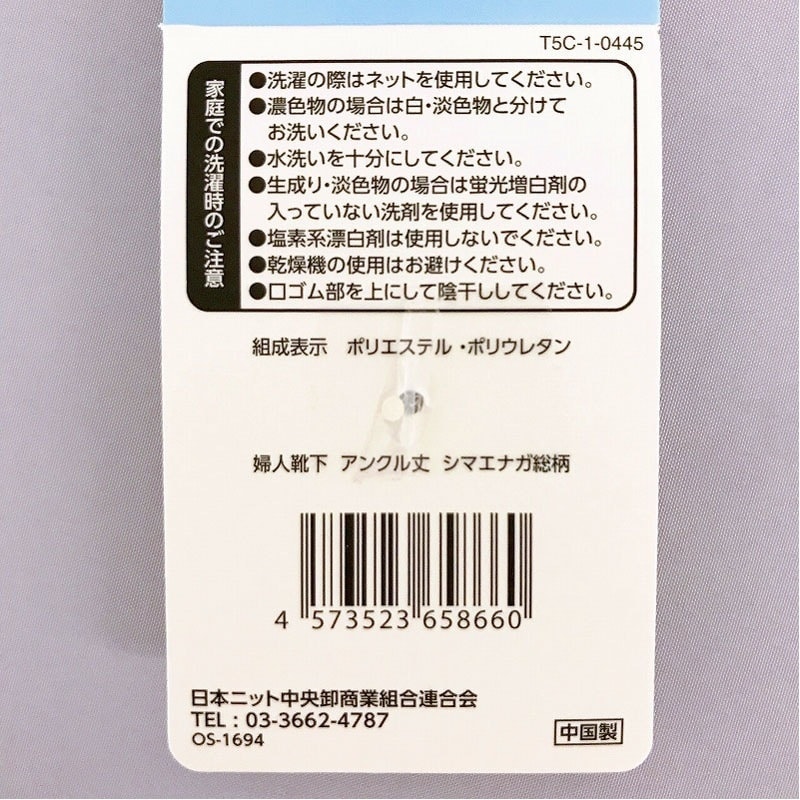 T5C-1-0445
家庭での洗濯時のご注意
●洗濯の際はネットを使用してください。
●濃色物の場合は白・淡色物と分けて
お洗いください。
●水洗いを十分にしてください。
●生成り・淡色物の場合は蛍光増白剤の
入っていない洗剤を使用してください。
●塩素系漂白剤は使用しないでください。
●乾燥機の使用はお避けください。
●口ゴム部を上にして陰干ししてください。
組成表示 ポリエステル・ポリウレタン
婦人靴下 アンクル丈 シマエナガ総柄
4 573523 658660
日本ニット中央卸商業組合連合会
TEL : 03-3662-4787
OS-1694
中国製